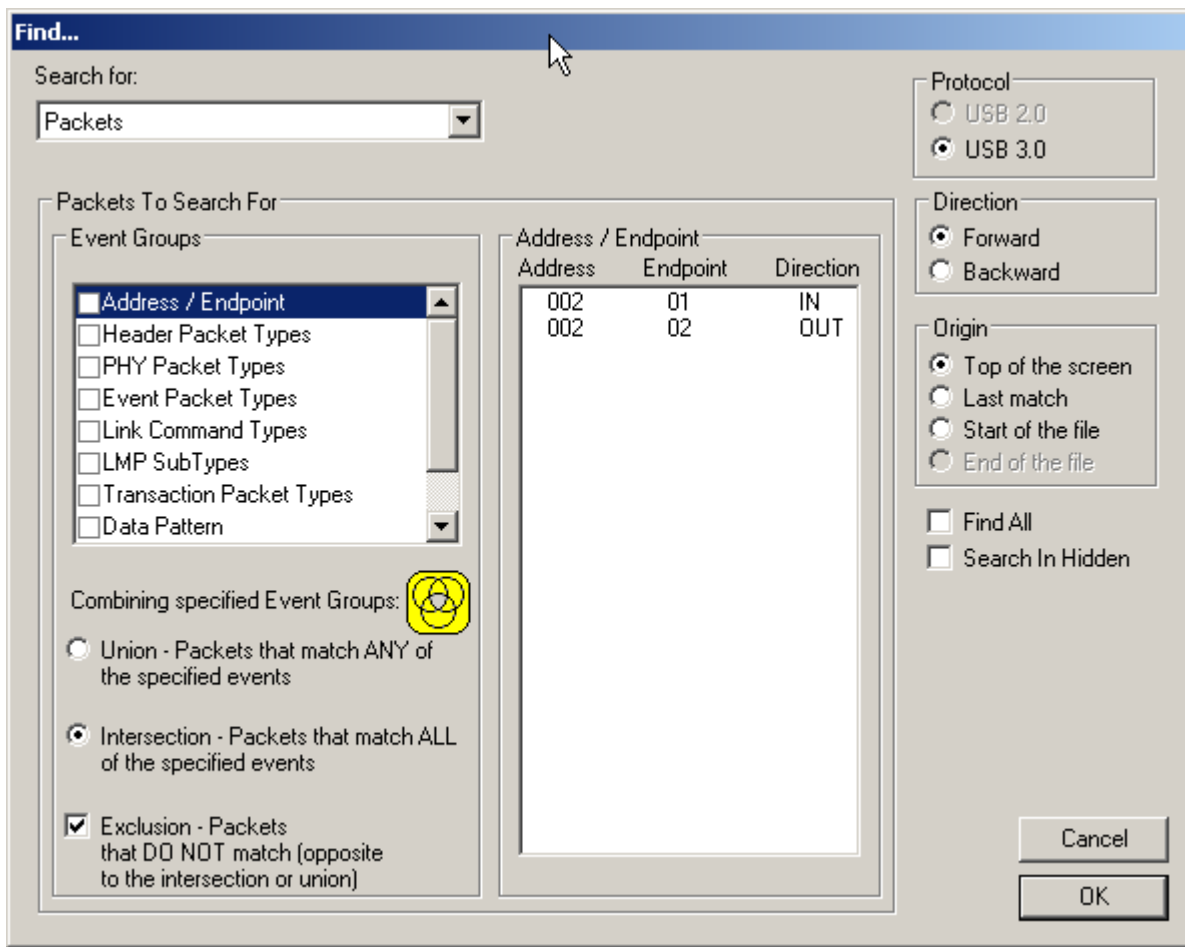 Find...
Search for:
Packets
Packets To Search For
Event Groups
Address / Endpoint
Header Packet Types
PHY Packet Types
Event Packet Types
Link Command Types
LMP SubTypes
Transaction Packet Types
Data Pattern
Combining specified Event Groups:
Union - Packets that match ANY of
the specified events
Intersection - Packets that match ALL
of the specified events
Exclusion - Packets
that DO NOT match (opposite
to the intersection or union)
Address / Endpoint
Address Endpoint Direction
002 01 IN
002 02 OUT
Protocol
USB 2.0
USB 3.0
Direction
Forward
Backward
Origin
Top of the screen
Last match
Start of the file
End of the file
Find All
Search In Hidden
Cancel
OK